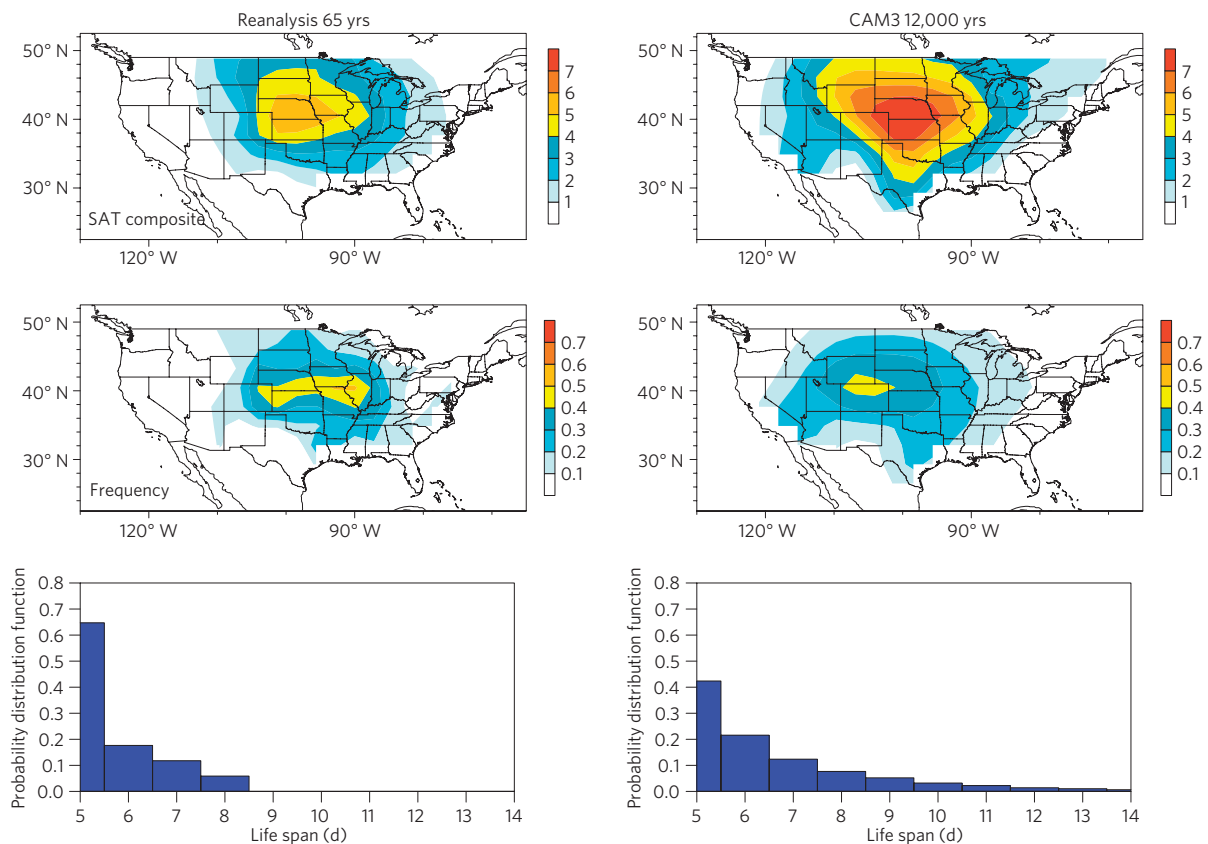 Reanalysis 65 yrs
CAM3 12,000 yrs
50° N
40° N
30° N
SAT composite
120° W
90° W
7
6
5
4
3
2
1
50° N
40° N
30° N
120° W
90° W
7
6
5
4
3
2
1
50° N
40° N
30° N
Frequency
120° W
90° W
0.7
0.6
0.5
0.4
0.3
0.2
0.1
50° N
40° N
30° N
120° W
90° W
0.7
0.6
0.5
0.4
0.3
0.2
0.1
Probability distribution function
0.8
0.7
0.6
0.5
0.4
0.3
0.2
0.1
0.0
5 6 7 8 9 10 11 12 13 14
Life span (d)
Probability distribution function
0.8
0.7
0.6
0.5
0.4
0.3
0.2
0.1
0.0
5 6 7 8 9 10 11 12 13 14
Life span (d)